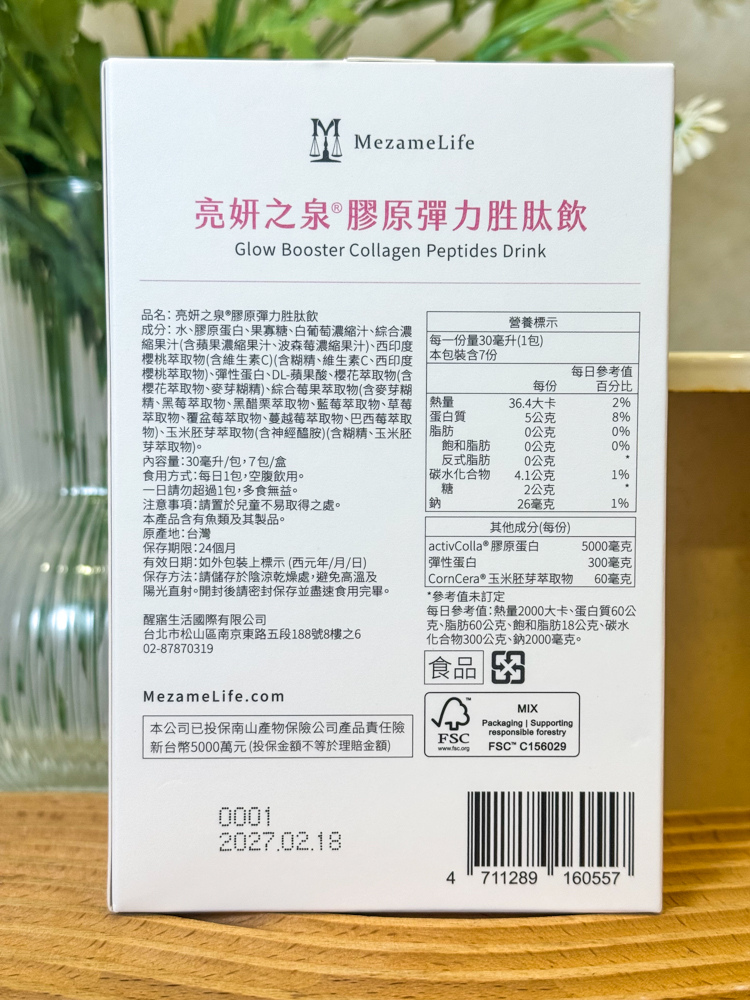 MezameLife
亮妍之泉®膠原彈力胜肽飲
Glow Booster Collagen Peptides Drink
品名：亮妍之泉®膠原彈力胜肽飲
成分：水、膠原蛋白、果寡糖、白葡萄濃縮汁、綜合濃
縮果汁(含蘋果濃縮果汁、波森莓濃縮果汁)、西印度
櫻桃萃取物(含維生素C)(含糊精、維生素C、西印度
櫻桃萃取物)、彈性蛋白、DL-蘋果酸、櫻花萃取物(含
櫻花萃取物、麥芽糊精)、綜合莓果萃取物(含麥芽糊
精、黑莓萃取物、黑醋栗萃取物、藍莓萃取物、草莓
萃取物、覆盆莓萃取物、蔓越莓萃取物、巴西莓萃取
物)、玉米胚芽萃取物(含神經醯胺)(含糊精、玉米胚
芽萃取物)。
內容量：30毫升/包，7包/盒
食用方式：每日1包，空腹飲用。
一日請勿超過1包，多食無益。
注意事項：請置於兒童不易取得之處。
本產品含有魚類及其製品。
原產地：台灣
保存期限：24個月
有效日期：如外包裝上標示 (西元年/月/日)
保存方法：請儲存於陰涼乾燥處，避免高溫及
陽光直射。開封後請密封保存並盡速食用完畢。
醒寤生活國際有限公司
台北市松山區南京東路五段188號8樓之6
02-87870319
MezameLife.com
本公司已投保南山產物保險公司產品責任險
新台幣5000萬元 (投保金額不等於理賠金額)
營養標示
每一份量30毫升(1包)
本包裝含7份
每份 每日參考值百分比
熱量 36.4大卡 2%
蛋白質 5公克 8%
脂肪 0公克 0%
飽和脂肪 0公克 0%
反式脂肪 0公克 *
碳水化合物 4.1公克 1%
糖 2公克 *
鈉 26毫克 1%
其他成分(每份)
activColla®膠原蛋白 5000毫克
彈性蛋白 300毫克
CornCera®玉米胚芽萃取物 60毫克
*參考值未訂定
每日參考值：熱量2000大卡、蛋白質60公
克、脂肪60公克、飽和脂肪18公克、碳水
化合物300公克、鈉2000毫克。
食品
FSC
www.fsc.org
MIX
Packaging | Supporting
responsible forestry
FSC™ C156029
0001
2027.02.18
4 711289 160557